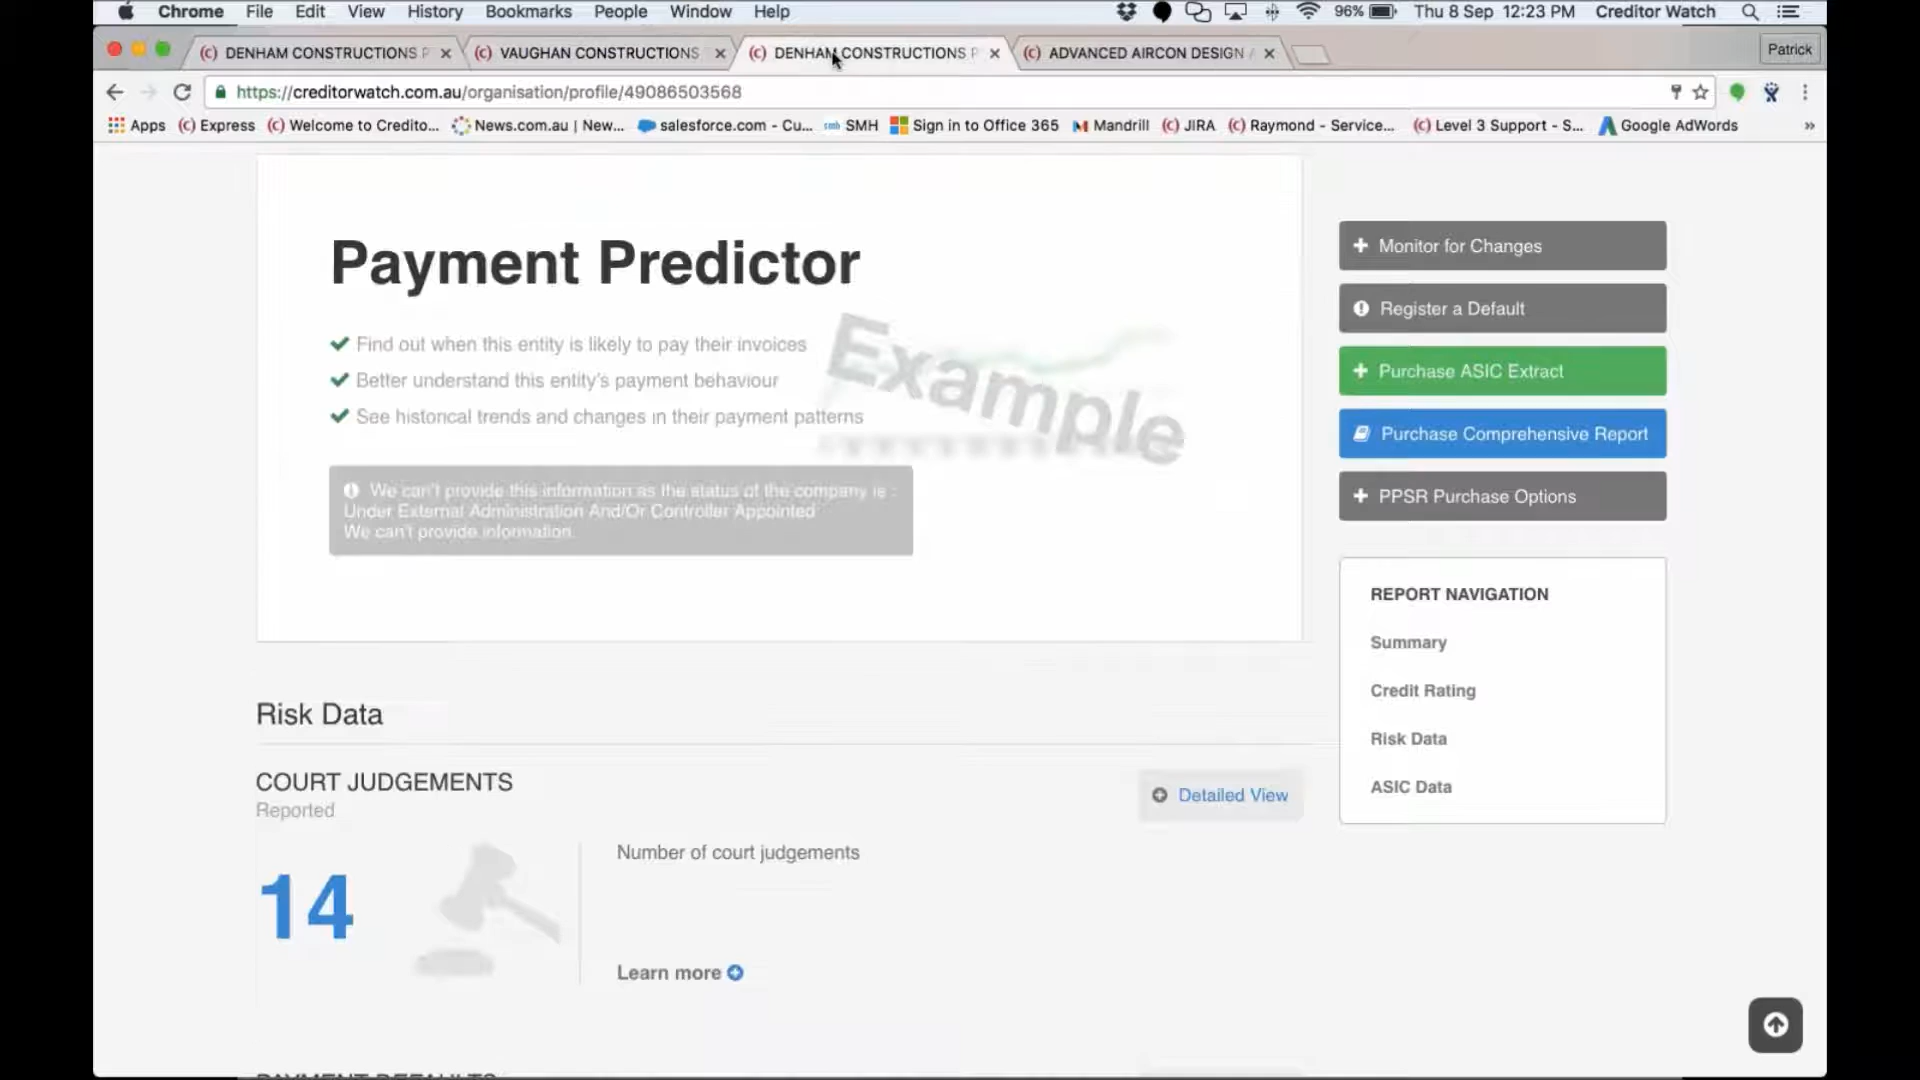 Chrome File Edit View History Bookmarks People Window Help 96% Thu 8 Sep 12:23 PM Creditor Watch
(c) DENHAM CONSTRUCTIONS P (c) VAUGHAN CONSTRUCTIONS (c) DENHAM CONSTRUCTIONS P (c) ADVANCED AIRCON DESIGN Patrick
https://creditorwatch.com.au/organisation/profile/49086503568
Apps (c) Express (c) Welcome to Credito... News.com.au | New... salesforce.com - Cu... smh SMH Sign in to Office 365 Mandrill (c) JIRA (c) Raymond - Service... (c) Level 3 Support - S... Google AdWords »
Payment Predictor
Find out when this entity is likely to pay their invoices
Better understand this entity's payment behaviour
See historical trends and changes in their payment patterns
Example
We can't provide this information as the status of the company is :
Under External Administration And/Or Controller Appointed
We can't provide information.
Monitor for Changes
Register a Default
Purchase ASIC Extract
Purchase Comprehensive Report
PPSR Purchase Options
REPORT NAVIGATION
Summary
Credit Rating
Risk Data
ASIC Data
Risk Data
COURT JUDGEMENTS
Reported
Detailed View
14
Number of court judgements
Learn more
PAYMENT DEFAULTS